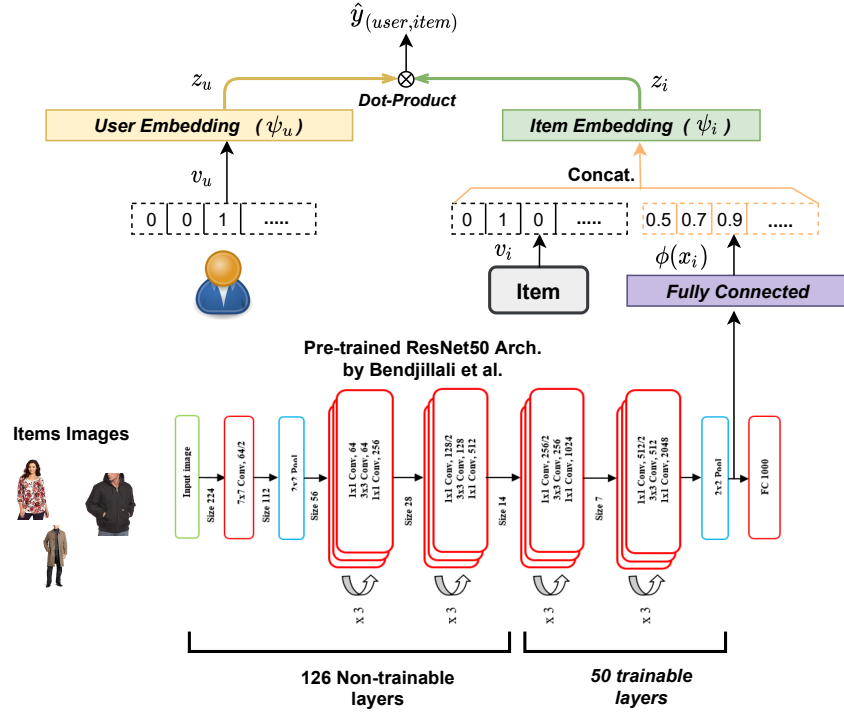 ŷ(user,item)
z_u
z_i
Dot-Product
User Embedding ( ψ_u )
Item Embedding ( ψ_i )
v_u
Concat.
0 0 1 .....
0 1 0 .....
0.5 0.7 0.9 .....
v_i
ϕ(x_i)
Item
Fully Connected
Pre-trained ResNet50 Arch.
by Bendjillali et al.
Items Images
Input image
Size 224
7x7 Conv, 64/2
Size 112
2x2 Pool
Size 56
1x1 Conv, 64
3x3 Conv, 64
1x1 Conv, 256
x 3
Size 28
1x1 Conv, 128/2
3x3 Conv, 128
1x1 Conv, 512
x 3
Size 14
1x1 Conv, 256/2
3x3 Conv, 256
1x1 Conv, 1024
x 3
Size 7
1x1 Conv, 512/2
3x3 Conv, 512
1x1 Conv, 2048
x 3
2x2 Pool
FC 1000
126 Non-trainable
layers
50 trainable
layers